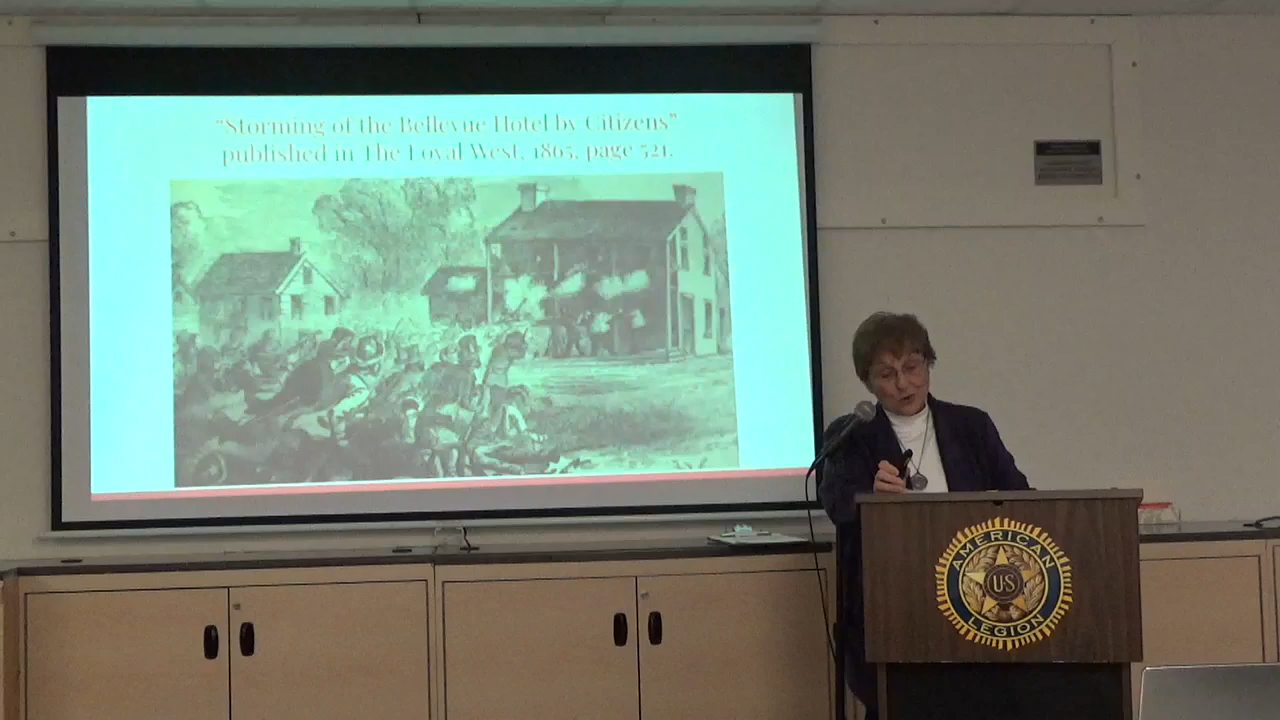 “Storming of the Bellevue Hotel by Citizens”
published in The Loyal West, 1865, page 521.
AMERICAN
US
LEGION